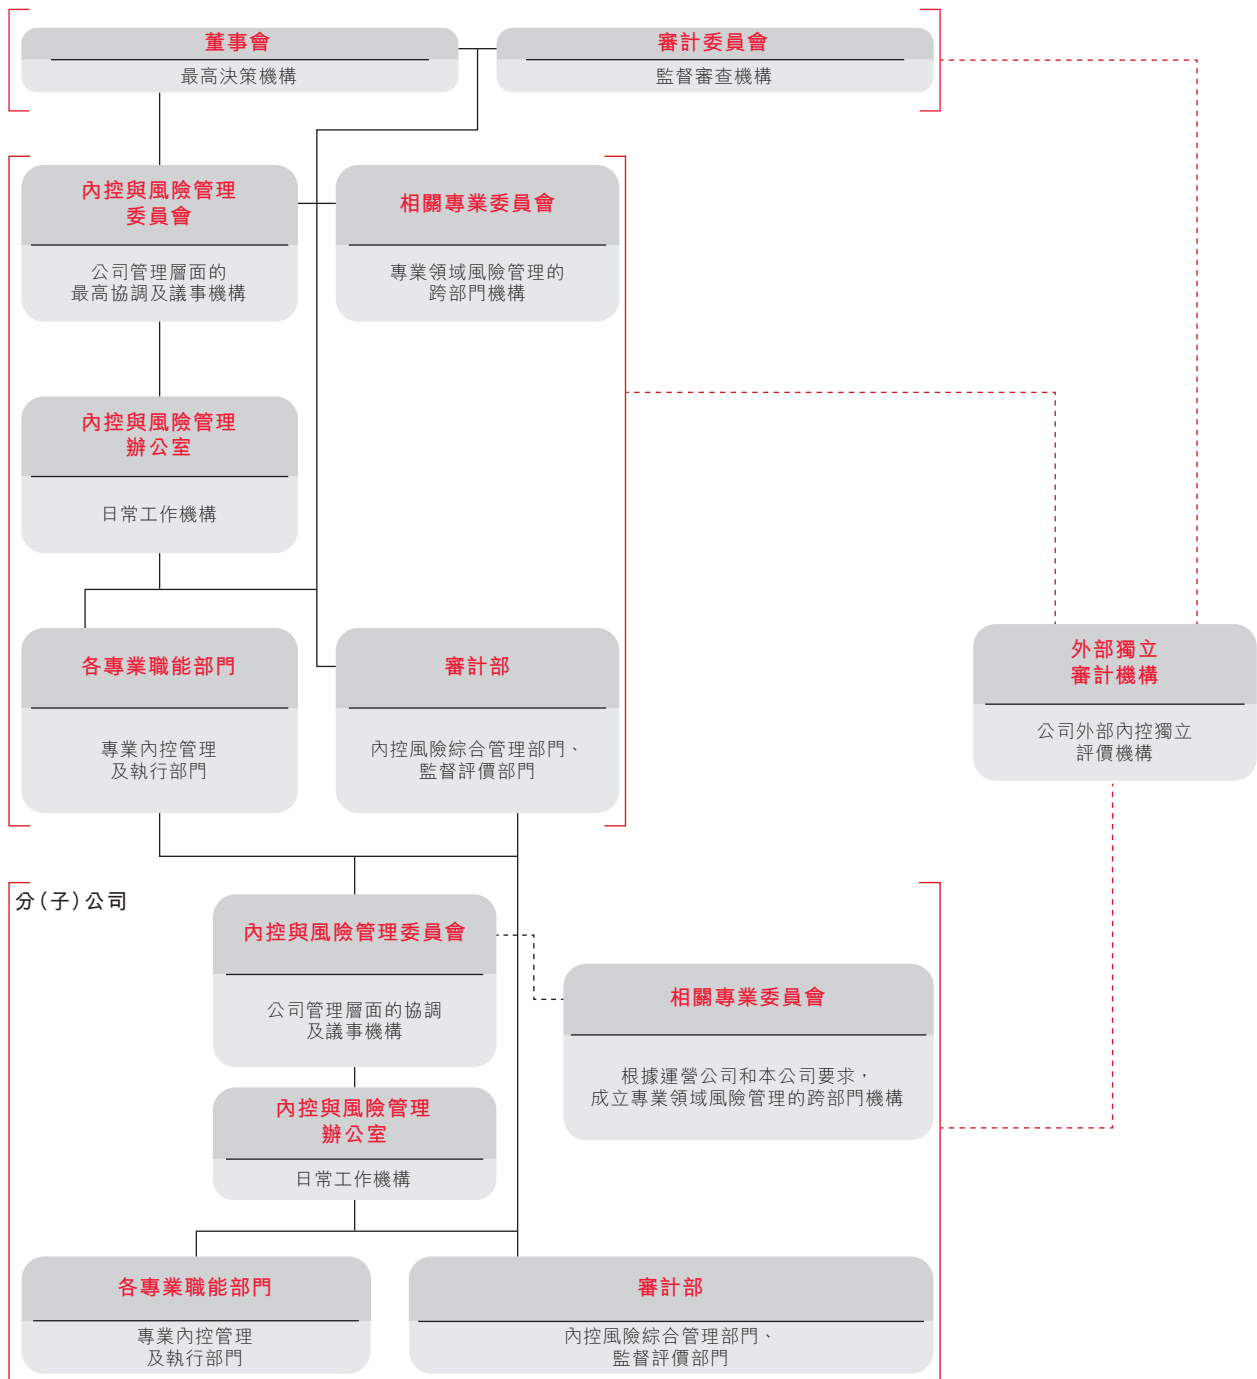 董事會
最高決策機構
審計委員會
監督審查機構
內控與風險管理
委員會
公司管理層面的
最高協調及議事機構
相關專業委員會
專業領域風險管理的
跨部門機構
內控與風險管理
辦公室
日常工作機構
各專業職能部門
專業內控管理
及執行部門
審計部
內控風險綜合管理部門、
監督評價部門
外部獨立
審計機構
公司外部內控獨立
評價機構
分(子)公司
內控與風險管理委員會
公司管理層面的協調
及議事機構
相關專業委員會
根據運營公司和本公司要求,
成立專業領域風險管理的跨部門機構
內控與風險管理
辦公室
日常工作機構
各專業職能部門
專業內控管理
及執行部門
審計部
內控風險綜合管理部門、
監督評價部門